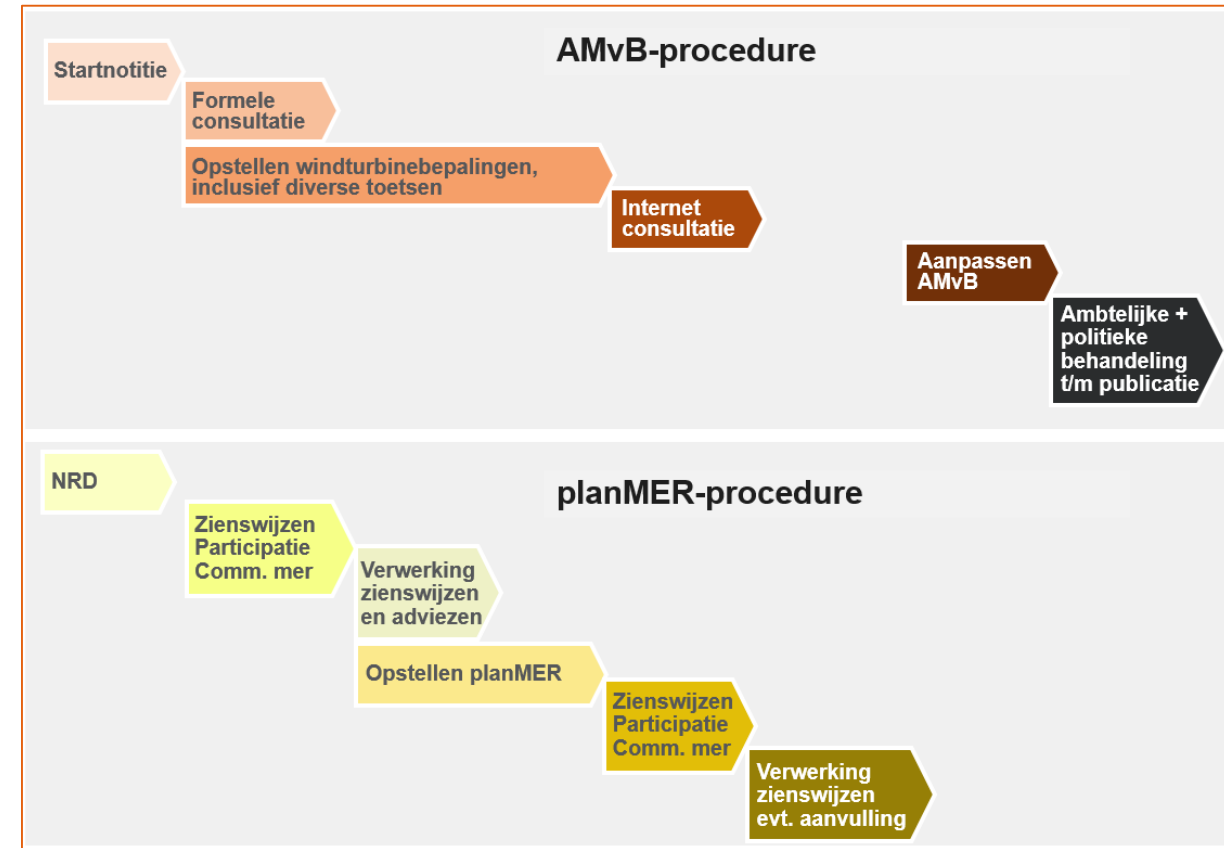 AMvB-procedure
Startnotitie
Formele
consultatie
Opstellen windturbinebepalingen,
inclusief diverse toetsen
Internet
consultatie
Aanpassen
AMvB
Ambtelijke +
politieke
behandeling
t/m publicatie
planMER-procedure
NRD
Zienswijzen
Participatie
Comm. mer
Verwerking
zienswijzen
en adviezen
Opstellen planMER
Zienswijzen
Participatie
Comm. mer
Verwerking
zienswijzen
evt. aanvulling